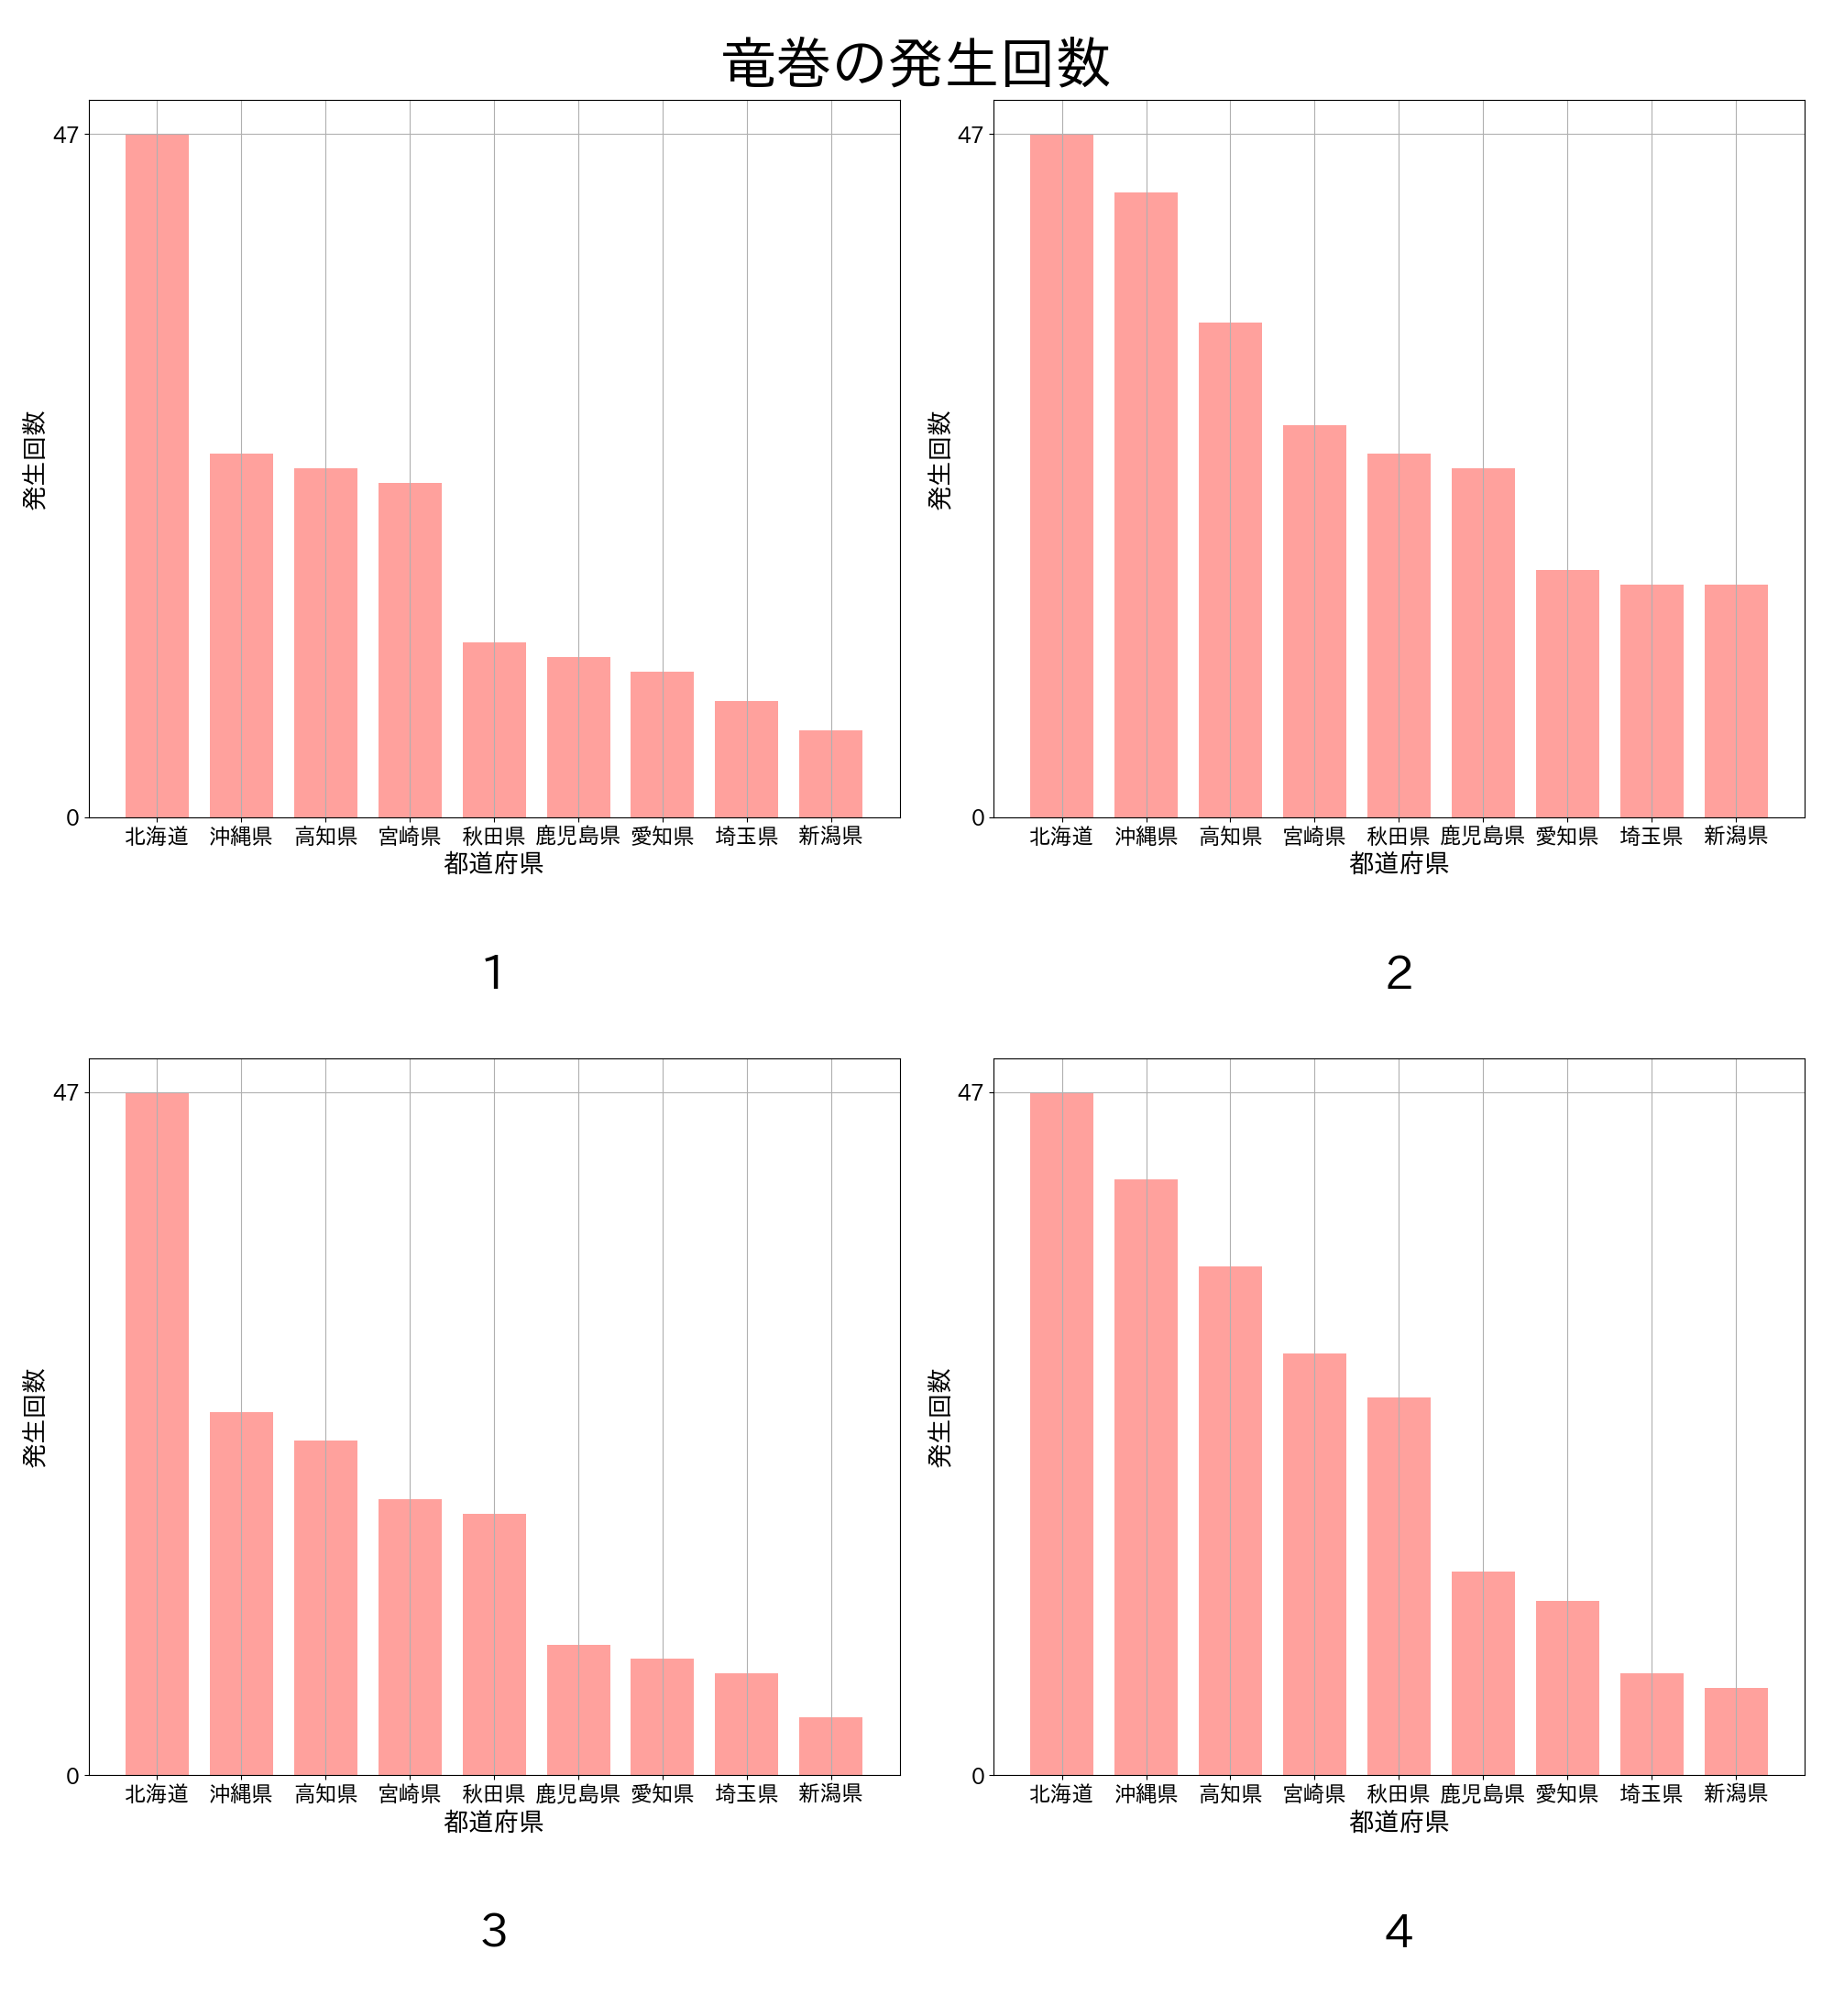 竜巻の発生回数
47
0
発生回数
北海道 沖縄県 高知県 宮崎県 秋田県 鹿児島県 愛知県 埼玉県 新潟県
都道府県
1
47
0
発生回数
北海道 沖縄県 高知県 宮崎県 秋田県 鹿児島県 愛知県 埼玉県 新潟県
都道府県
2
47
0
発生回数
北海道 沖縄県 高知県 宮崎県 秋田県 鹿児島県 愛知県 埼玉県 新潟県
都道府県
3
47
0
発生回数
北海道 沖縄県 高知県 宮崎県 秋田県 鹿児島県 愛知県 埼玉県 新潟県
都道府県
4